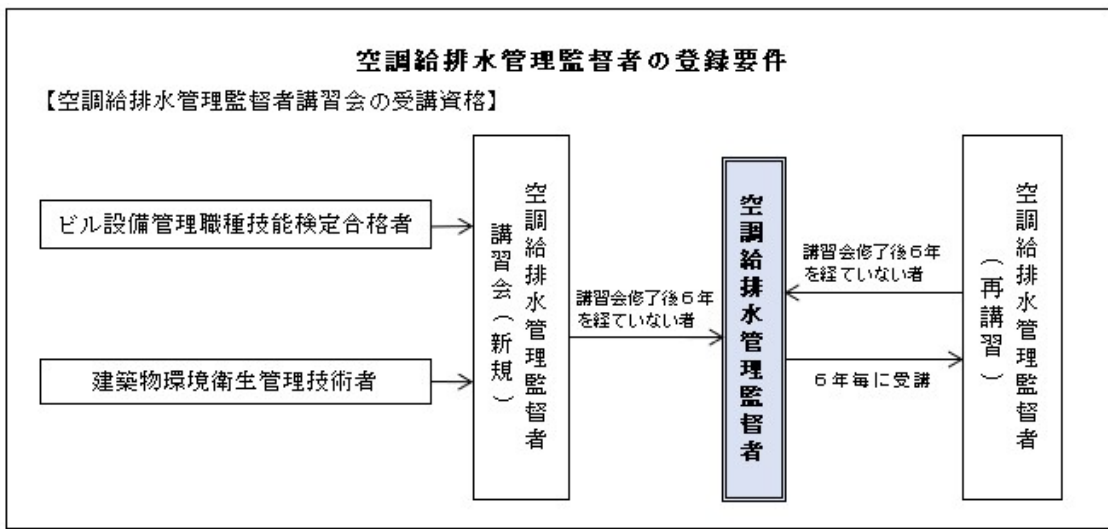 空調給排水管理監督者の登録要件
【空調給排水管理監督者講習会の受講資格】
ビル設備管理職種技能検定合格者
建築物環境衛生管理技術者
空調給排水管理監督者
講習会（新規）
講習会修了後６年
を経ていない者
空調給排水管理監督者
講習会修了後６年
を経ていない者
６年毎に受講
空調給排水管理監督者
（再講習）